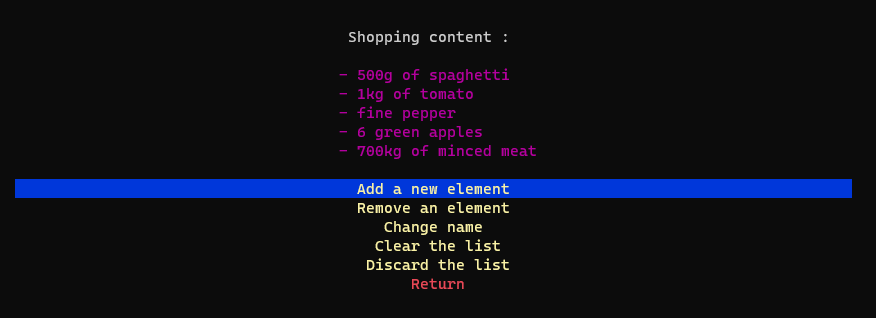 Shopping content :
- 500g of spaghetti
- 1kg of tomato
- fine pepper
- 6 green apples
- 700kg of minced meat
Add a new element
Remove an element
Change name
Clear the list
Discard the list
Return